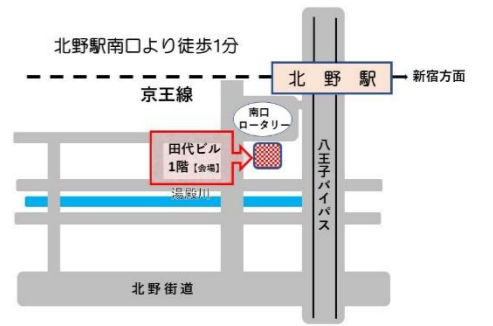 北野駅南口より徒歩1分
北野駅
新宿方面
京王線
南口
ロータリー
田代ビル
1階【会場】
湯殿川
八王子バイパス
北野街道